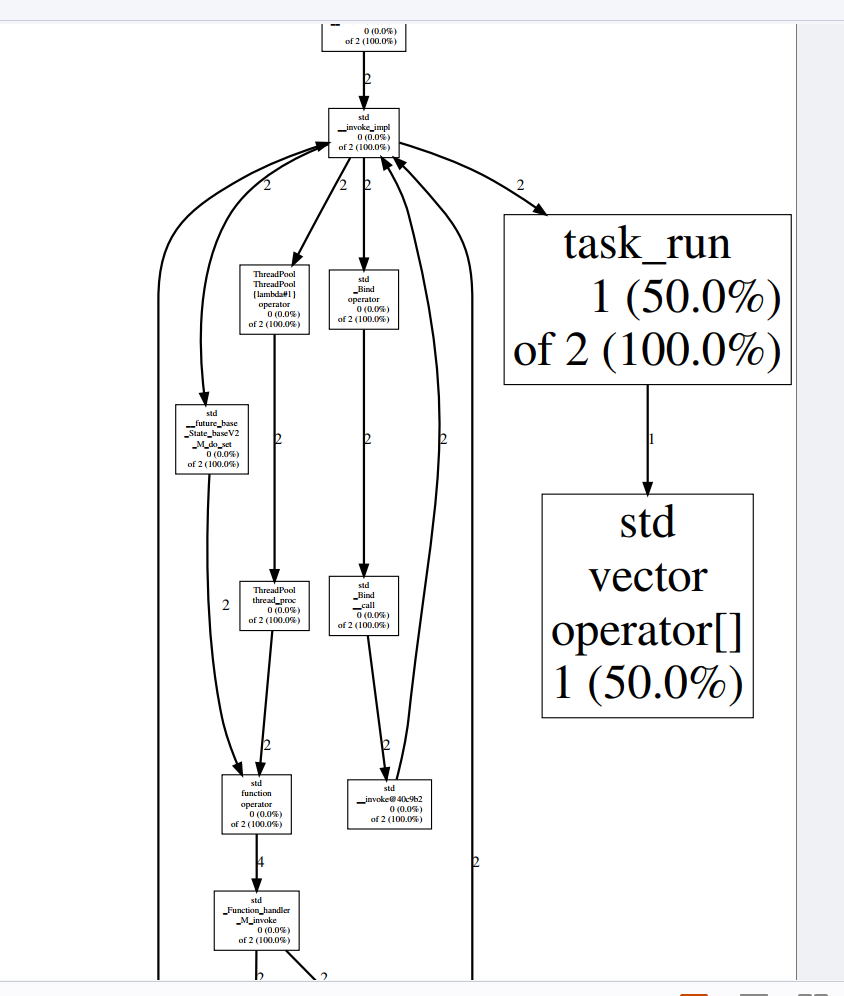 0 (0.0%)
of 2 (100.0%)
2
std
__invoke_impl
0 (0.0%)
of 2 (100.0%)
2
2
2
2
task_run
1 (50.0%)
of 2 (100.0%)
ThreadPool
ThreadPool
{lambda#1}
operator
0 (0.0%)
of 2 (100.0%)
std
_Bind
operator
0 (0.0%)
of 2 (100.0%)
std
__future_base
_State_baseV2
_M_do_set
0 (0.0%)
of 2 (100.0%)
2
2
2
1
std
vector
operator[]
1 (50.0%)
ThreadPool
thread_proc
0 (0.0%)
of 2 (100.0%)
std
_Bind
__call
0 (0.0%)
of 2 (100.0%)
2
2
2
std
function
operator
0 (0.0%)
of 2 (100.0%)
std
__invoke@40c9b2
0 (0.0%)
of 2 (100.0%)
4
2
std
_Function_handler
_M_invoke
0 (0.0%)
of 2 (100.0%)
2
2